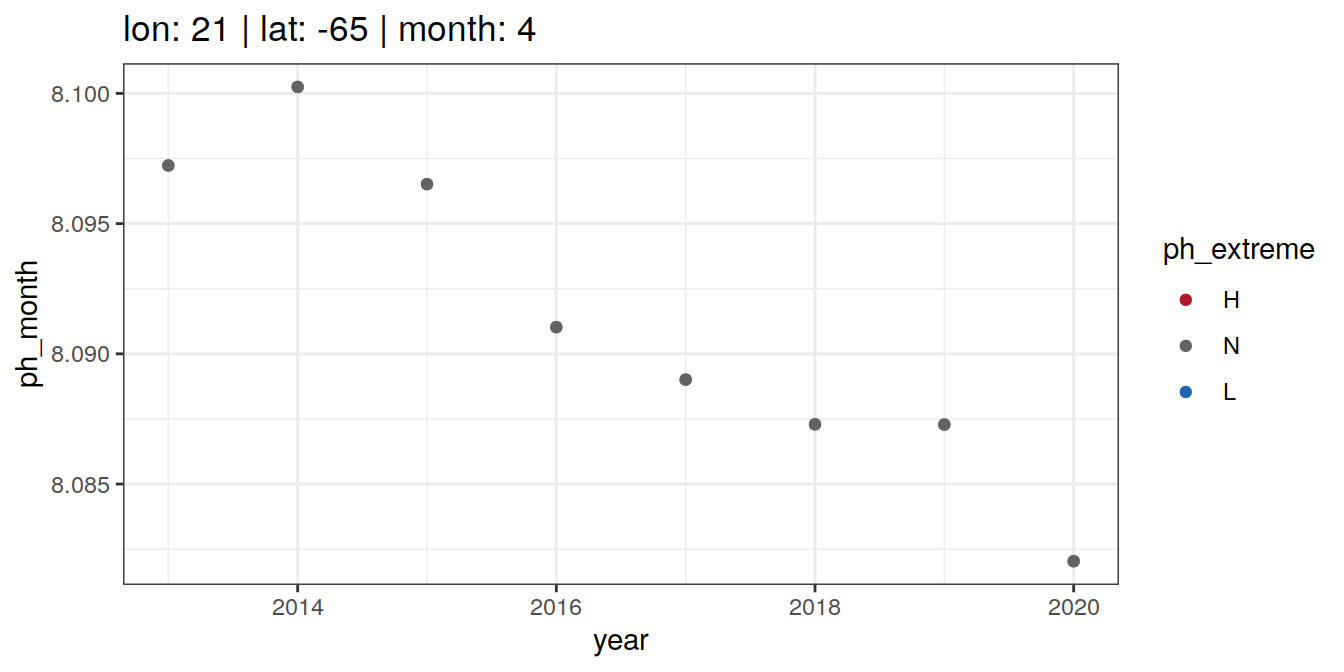 lon: 21 | lat: -65 | month: 4
8.100
8.095
8.090
8.085
ph_month
2014 2016 2018 2020
year
ph_extreme
H
N
L